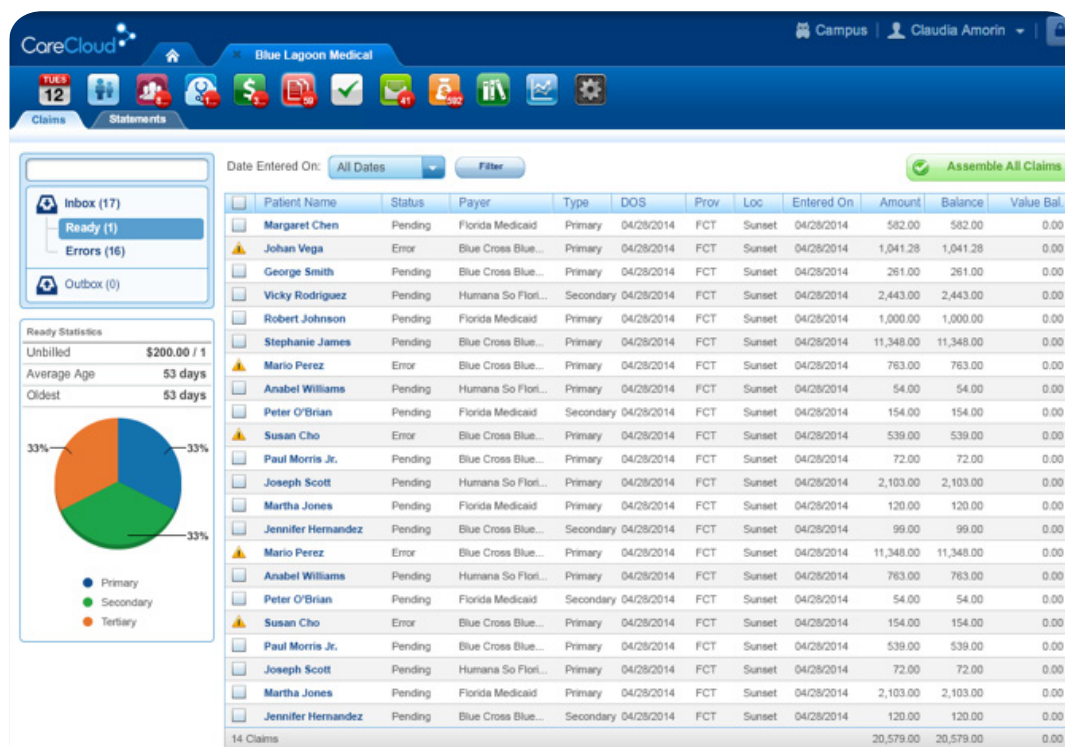 CareCloud
Campus | Claudia Amorin
Blue Lagoon Medical
TUES
12
8...
1...
3...
59
41
592
Claims Statements
Date Entered On: All Dates Filter Assemble All Claims
Inbox (17)
Ready (1)
Errors (16)
Outbox (0)
Ready Statistics
Unbilled $200.00 / 1
Average Age 53 days
Oldest 53 days
33% 33%
33%
Primary
Secondary
Tertiary
Patient Name Status Payer Type DOS Prov Loc Entered On Amount Balance Value Bal.
Margaret Chen Pending Florida Medicaid Primary 04/28/2014 FCT Sunset 04/28/2014 582.00 582.00 0.00
Johan Vega Error Blue Cross Blue... Primary 04/28/2014 FCT Sunset 04/28/2014 1,041.28 1,041.28 0.00
George Smith Pending Blue Cross Blue... Primary 04/28/2014 FCT Sunset 04/28/2014 261.00 261.00 0.00
Vicky Rodriguez Pending Humana So Flori... Secondary 04/28/2014 FCT Sunset 04/28/2014 2,443.00 2,443.00 0.00
Robert Johnson Pending Florida Medicaid Primary 04/28/2014 FCT Sunset 04/28/2014 1,000.00 1,000.00 0.00
Stephanie James Pending Blue Cross Blue... Primary 04/28/2014 FCT Sunset 04/28/2014 11,348.00 11,348.00 0.00
Mario Perez Error Blue Cross Blue... Primary 04/28/2014 FCT Sunset 04/28/2014 763.00 763.00 0.00
Anabel Williams Pending Humana So Flori... Primary 04/28/2014 FCT Sunset 04/28/2014 54.00 54.00 0.00
Peter O'Brian Pending Florida Medicaid Secondary 04/28/2014 FCT Sunset 04/28/2014 154.00 154.00 0.00
Susan Cho Error Blue Cross Blue... Primary 04/28/2014 FCT Sunset 04/28/2014 539.00 539.00 0.00
Paul Morris Jr. Pending Blue Cross Blue... Primary 04/28/2014 FCT Sunset 04/28/2014 72.00 72.00 0.00
Joseph Scott Pending Humana So Flori... Primary 04/28/2014 FCT Sunset 04/28/2014 2,103.00 2,103.00 0.00
Martha Jones Pending Florida Medicaid Primary 04/28/2014 FCT Sunset 04/28/2014 120.00 120.00 0.00
Jennifer Hernandez Pending Blue Cross Blue... Secondary 04/28/2014 FCT Sunset 04/28/2014 99.00 99.00 0.00
Mario Perez Error Blue Cross Blue... Primary 04/28/2014 FCT Sunset 04/28/2014 11,348.00 11,348.00 0.00
Anabel Williams Pending Humana So Flori... Primary 04/28/2014 FCT Sunset 04/28/2014 763.00 763.00 0.00
Peter O'Brian Pending Florida Medicaid Secondary 04/28/2014 FCT Sunset 04/28/2014 54.00 54.00 0.00
Susan Cho Error Blue Cross Blue... Primary 04/28/2014 FCT Sunset 04/28/2014 154.00 154.00 0.00
Paul Morris Jr. Pending Blue Cross Blue... Primary 04/28/2014 FCT Sunset 04/28/2014 539.00 539.00 0.00
Joseph Scott Pending Humana So Flori... Primary 04/28/2014 FCT Sunset 04/28/2014 72.00 72.00 0.00
Martha Jones Pending Florida Medicaid Primary 04/28/2014 FCT Sunset 04/28/2014 2,103.00 2,103.00 0.00
Jennifer Hernandez Pending Blue Cross Blue... Secondary 04/28/2014 FCT Sunset 04/28/2014 120.00 120.00 0.00
14 Claims 20,579.00 20,579.00 0.00